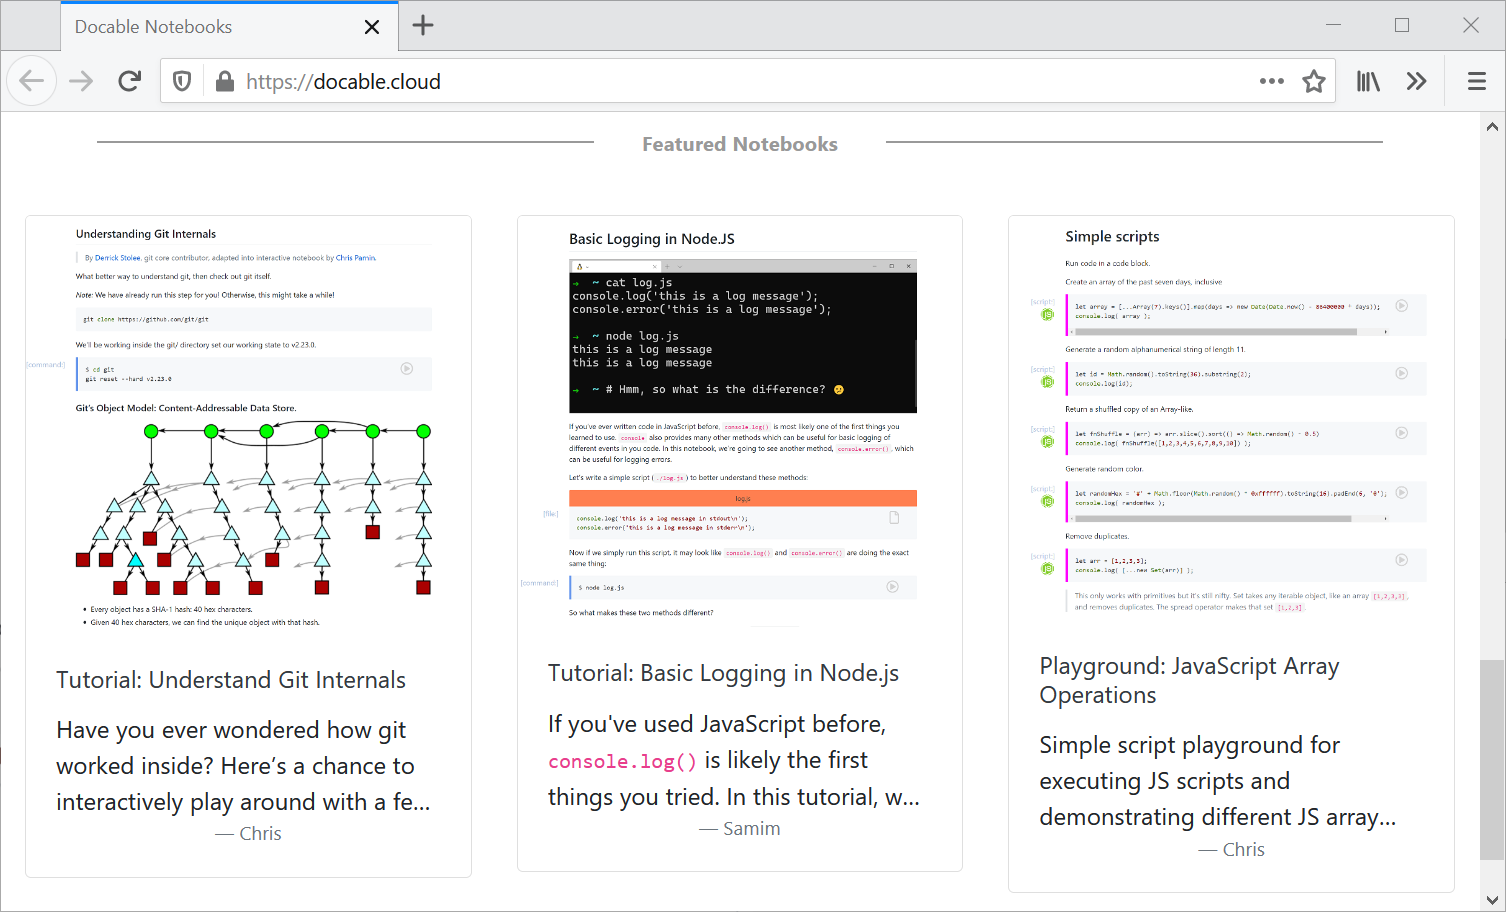 Docable Notebooks
https://docable.cloud
Featured Notebooks
Understanding Git Internals
By Derrick Stolee, git core contributor, adapted into interactive notebook by Chris Parnin.
What better way to understand git, then check out git itself.
Note: We have already run this step for you! Otherwise, this might take a while!
git clone https://github.com/git/git
We'll be working inside the git/ directory set our working state to v2.23.0.
[command:]
$ cd git
git reset --hard v2.23.0
Git's Object Model: Content-Addressable Data Store.
• Every object has a SHA-1 hash: 40 hex characters.
• Given 40 hex characters, we can find the unique object with that hash.
Tutorial: Understand Git Internals
Have you ever wondered how git
worked inside? Here’s a chance to
interactively play around with a fe...
— Chris
Basic Logging in Node.JS
→ ~ cat log.js
console.log('this is a log message');
console.error('this is a log message');
→ ~ node log.js
this is a log message
this is a log message
→ ~ # Hmm, so what is the difference? 🤨
If you've ever written code in JavaScript before, console.log() is most likely one of the first things you
learned to use. console also provides many other methods which can be useful for basic logging of
different events in you code. In this notebook, we're going to see another method, console.error(), which
can be useful for logging errors.
Let's write a simple script (./log.js) to better understand these methods:
log.js
[file:]
console.log('this is a log message in stdout\n');
console.error('this is a log message in stderr\n');
Now if we simply run this script, it may look like console.log() and console.error() are doing the exact
same thing:
[command:]
$ node log.js
So what makes these two methods different?
Tutorial: Basic Logging in Node.js
If you've used JavaScript before,
console.log() is likely the first
things you tried. In this tutorial, w...
— Samim
Simple scripts
Run code in a code block.
Create an array of the past seven days, inclusive
[script:]
JS
let array = [...Array(7).keys()].map(days => new Date(Date.now() - 86400000 * days));
console.log( array );
Generate a random alphanumerical string of length 11.
[script:]
JS
let id = Math.random().toString(36).substring(2);
console.log(id);
Return a shuffled copy of an Array-like.
[script:]
JS
let fnShuffle = (arr) => arr.slice().sort(() => Math.random() - 0.5)
console.log( fnShuffle([1,2,3,4,5,6,7,8,9,10]) );
Generate random color.
[script:]
JS
let randomHex = '#' + Math.floor(Math.random() * 0xffffff).toString(16).padEnd(6, '0');
console.log( randomHex );
Remove duplicates.
[script:]
JS
let arr = [1,2,3,3];
console.log( [...new Set(arr)] );
This only works with primitives but it's still nifty. Set takes any iterable object, like an array [1,2,3,3],
and removes duplicates. The spread operator makes that set [1,2,3].
Playground: JavaScript Array
Operations
Simple script playground for
executing JS scripts and
demonstrating different JS array...
— Chris